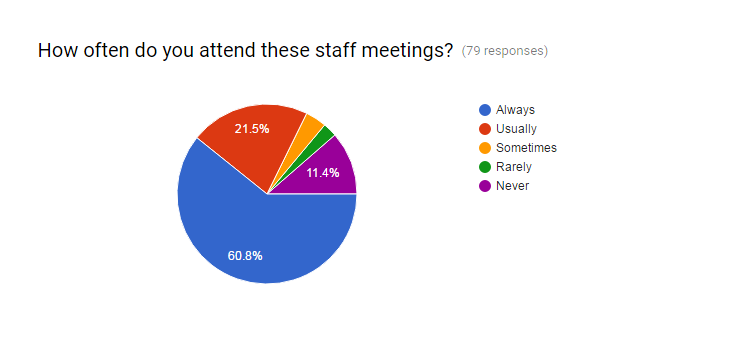 How often do you attend these staff meetings? (79 responses)
21.5%
11.4%
60.8%
Always
Usually
Sometimes
Rarely
Never